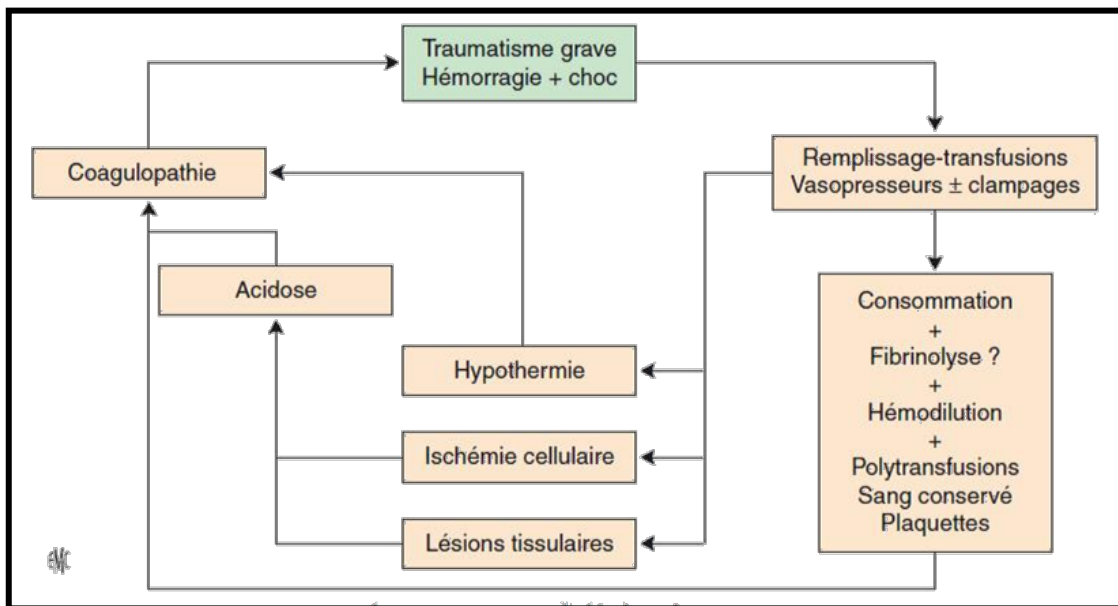 Traumatisme grave
Hémorragie + choc
Coagulopathie
Remplissage-transfusions
Vasopresseurs ± clampages
Acidose
Consommation
+
Fibrinolyse ?
+
Hémodilution
+
Polytransfusions
Sang conservé
Plaquettes
Hypothermie
Ischémie cellulaire
Lésions tissulaires
EMC